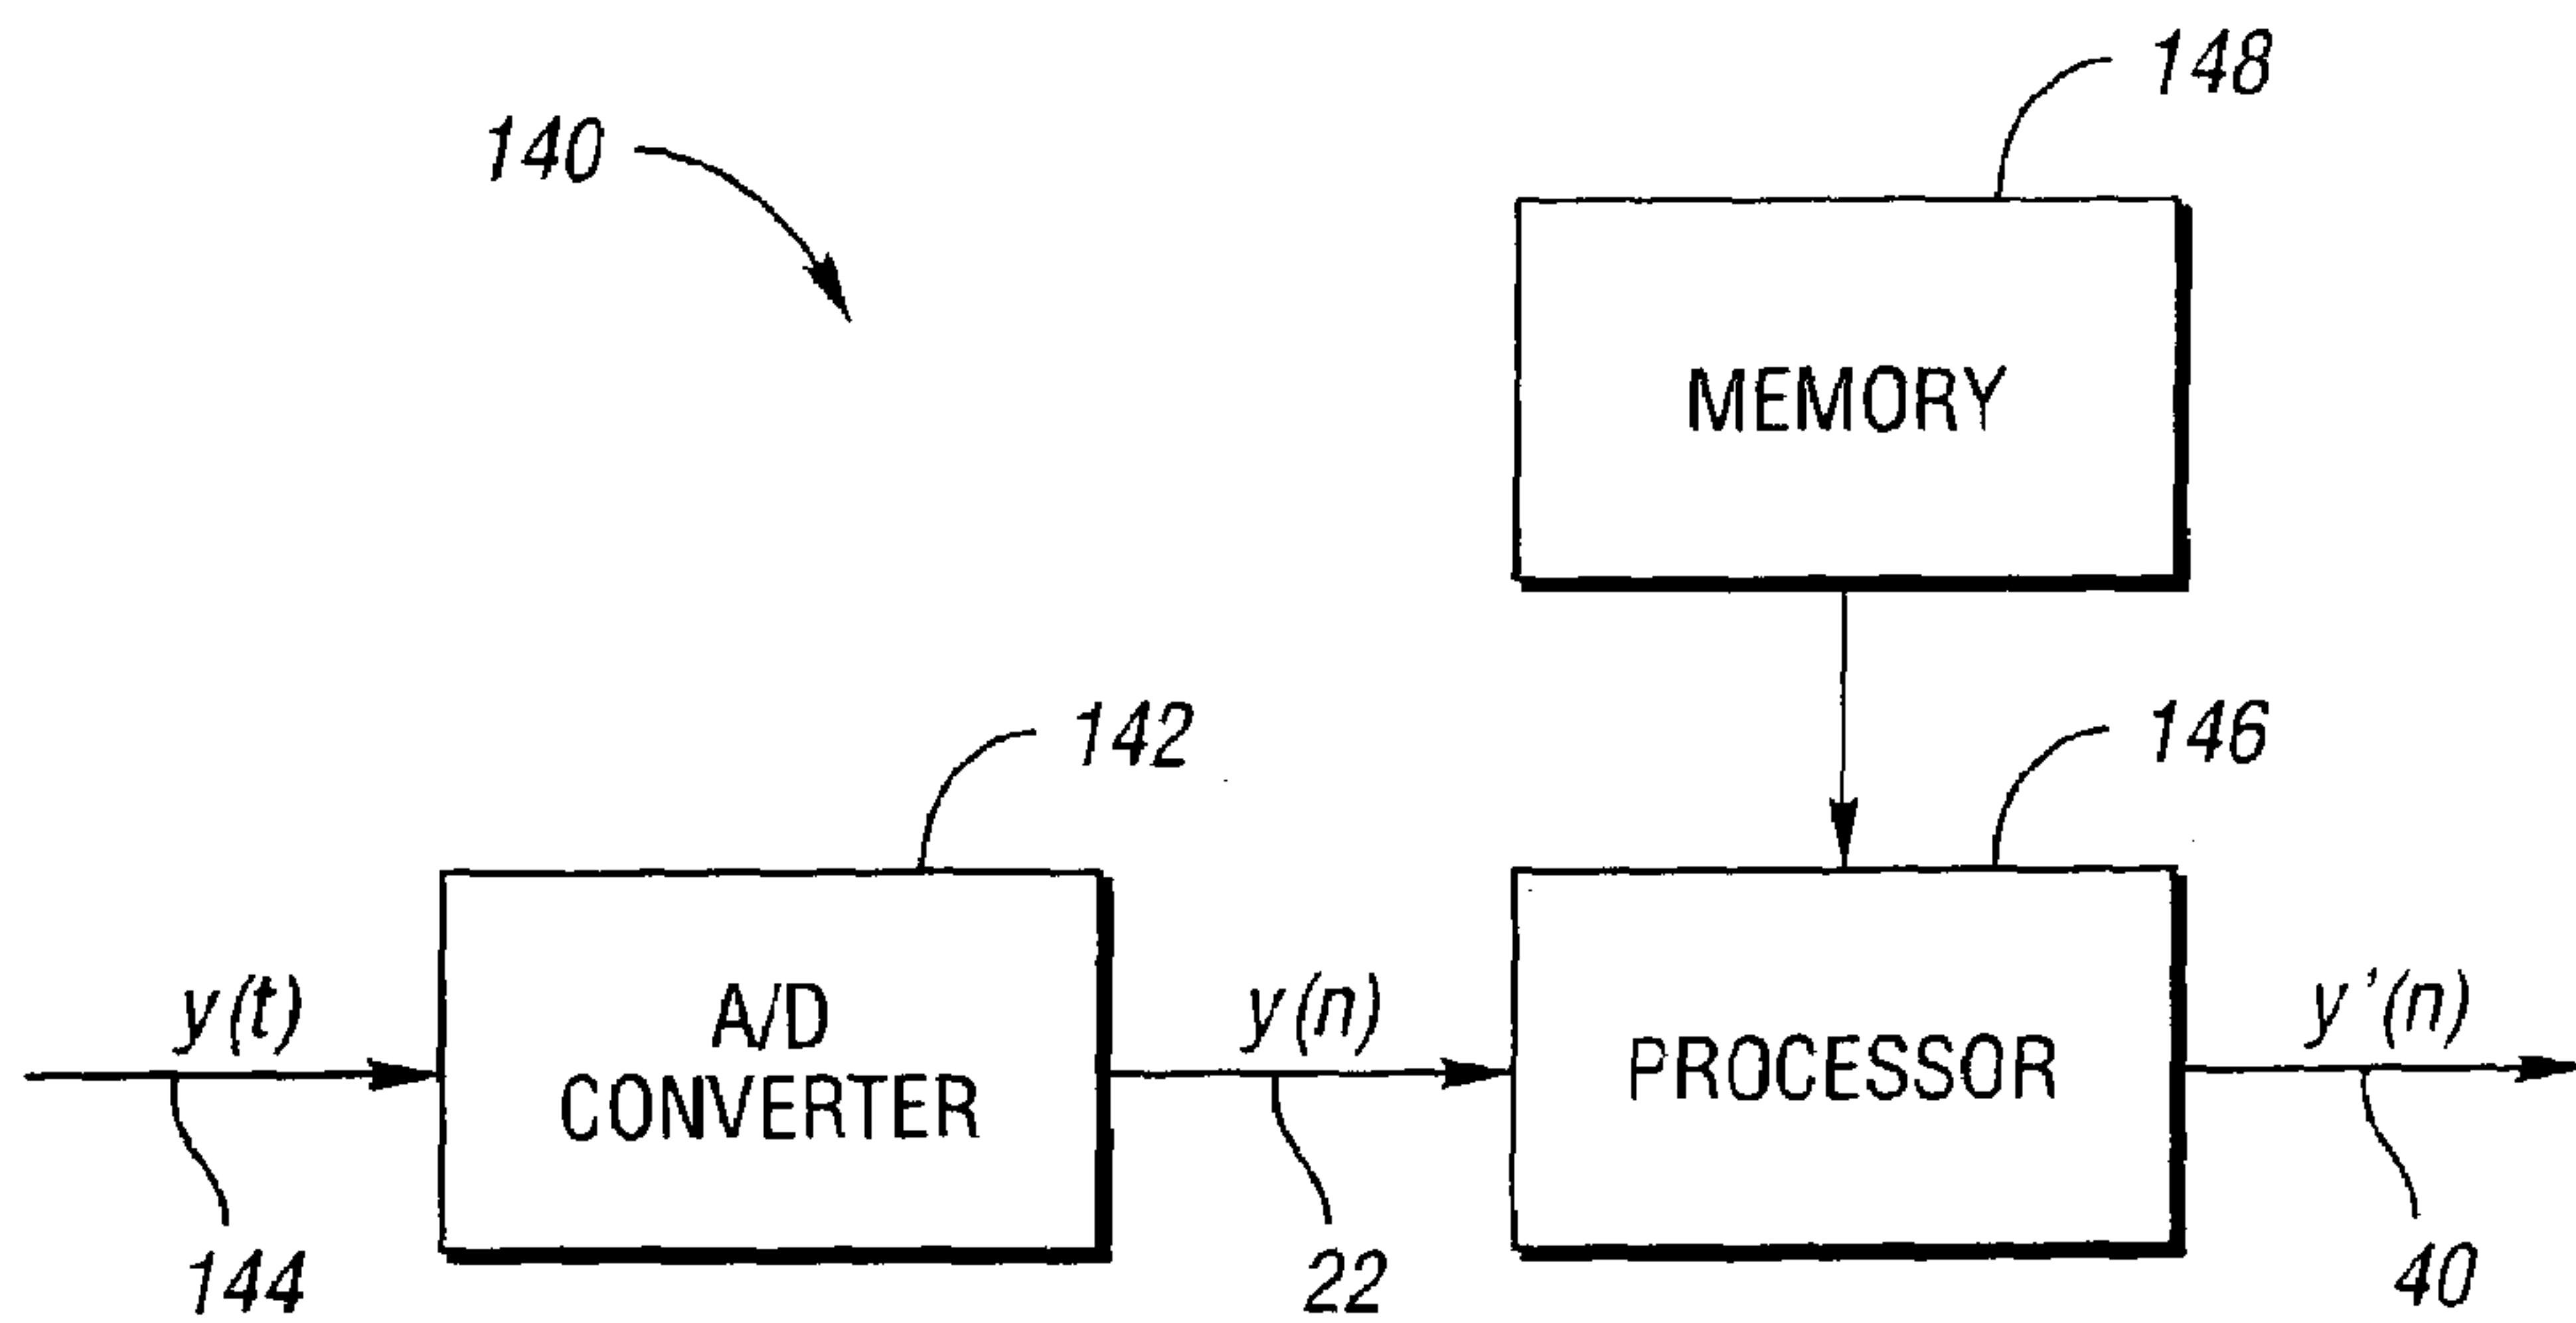 148
140
MEMORY
142
146
y(t)
A/D
CONVERTER
y(n)
PROCESSOR
y'(n)
144
22
40